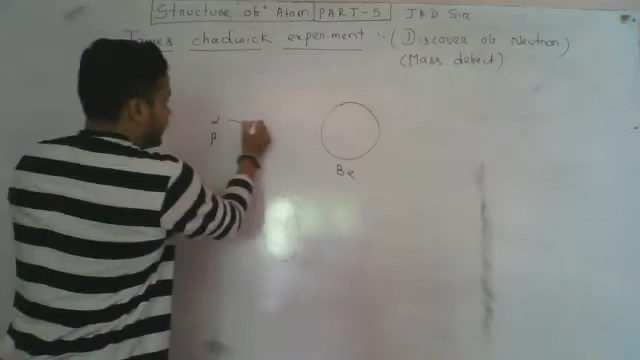 Structure of Atom PART-5 JRD Sir
James chadwick experiment :- (Discover of Neutron)
(Mass defect)
α
p
Be